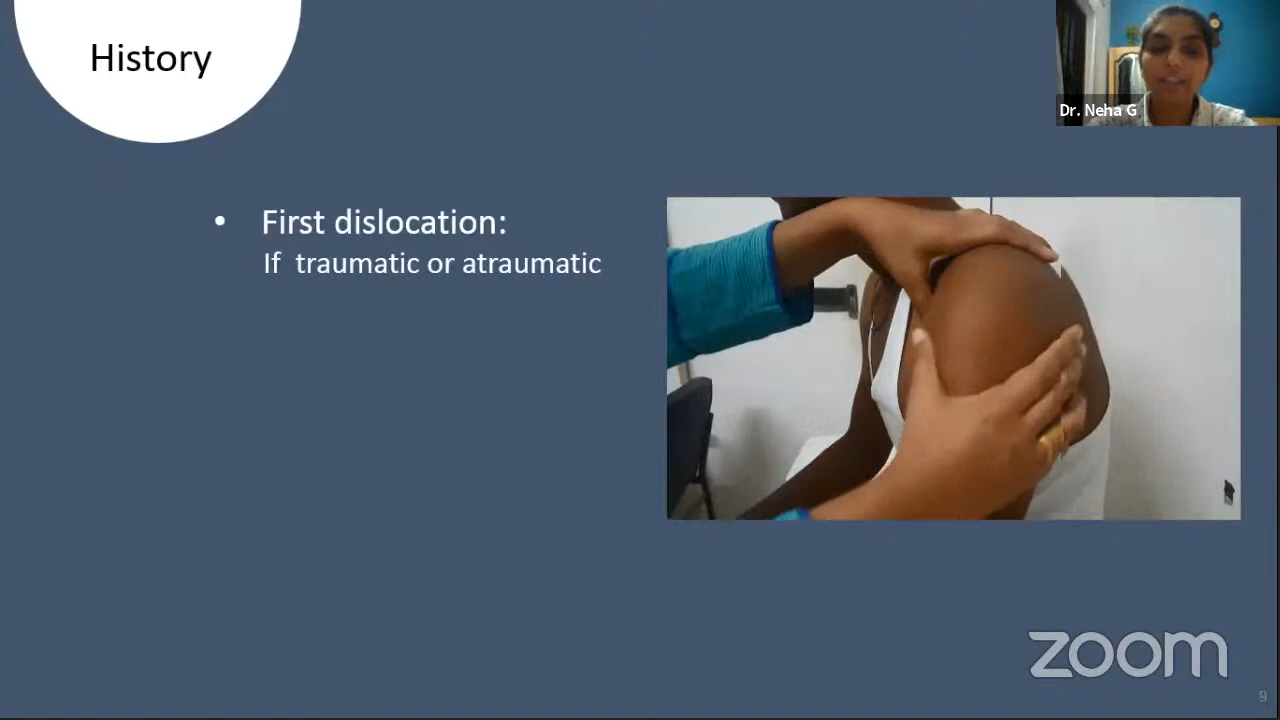 History
Dr. Neha G
• First dislocation:
If traumatic or atraumatic
zoom
9